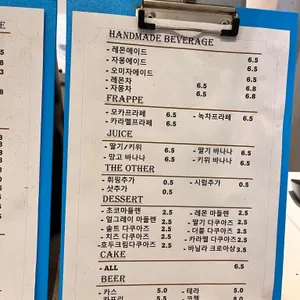 HANDMADE BEVERAGE
- 레몬에이드
- 자몽에이드 6.5
- 오미자에이드 6.5
- 레몬차 6.8
- 자몽차 6.5 6.5
6.5 6.8
FRAPPE
- 모카프라페 6.5 - 녹차프라페 6.5
- 카라멜프라페 6.5
JUICE
- 딸기/키위 6.5 - 딸기 바나나 6.5
- 망고 바나나 6.5 - 키위 바나나 6.5
THE OTHER
- 휘핑추가 0.5 - 시럽추가 0.5
- 샷추가 0.5
DESSERT
- 초코마들렌 2.5 - 레몬 마들렌 2.5
- 얼그레이 마들렌 2.5 - 딸기 다쿠아즈 2.5
- 솔트 다쿠아즈 2.5 - 더블 다쿠아즈 2.5
- 치즈 다쿠아즈 2.5 - 카라멜 다쿠아즈 2.5
- 호두크림다쿠아즈 2.5 - 바닐라 크로아상 3.5
CAKE
- ALL 6.5
BEER
- 카스 5.0 - 테라 5.0
- 카프리 5.5